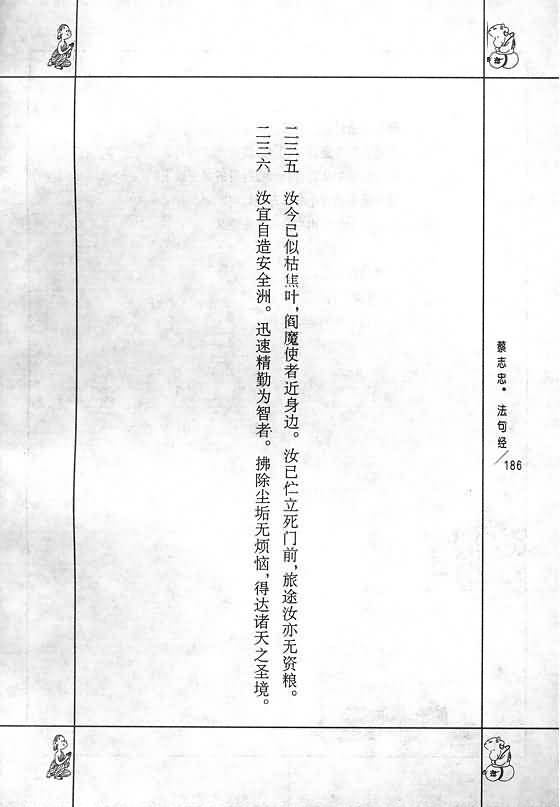 二三五　汝今已似枯焦叶，阎魔使者近身边。汝已伫立死门前，旅途汝亦无资粮。
二三六　汝宜自造安全洲。迅速精勤为智者。拂除尘垢无烦恼，得达诸天之圣境。
蔡志忠·法句经/186